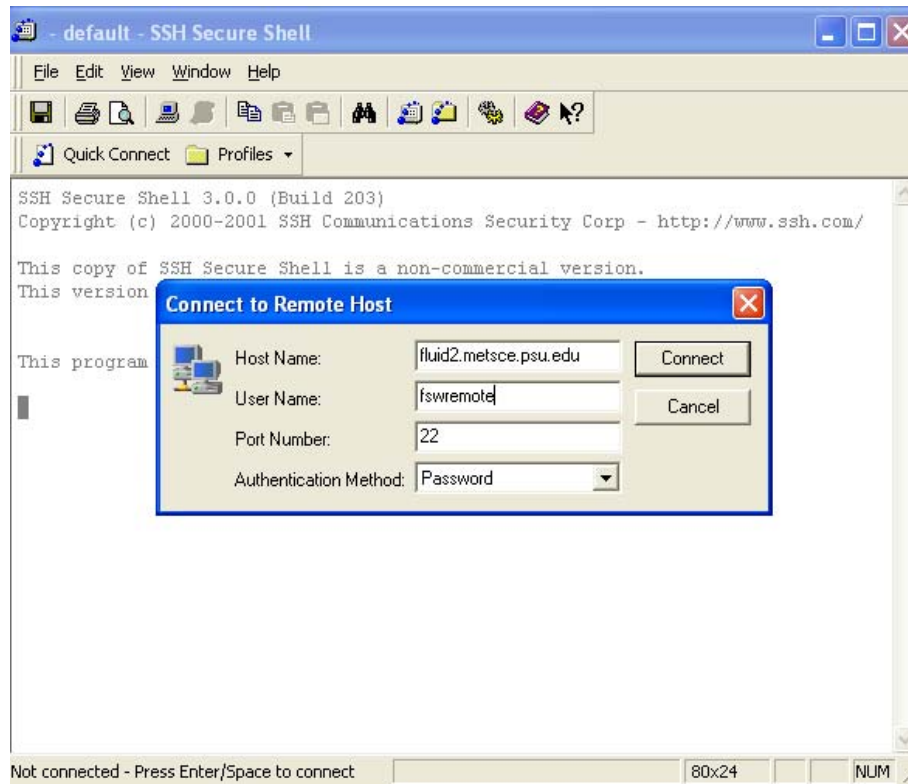 - default - SSH Secure Shell
File Edit View Window Help
Quick Connect Profiles
SSH Secure Shell 3.0.0 (Build 203)
Copyright (c) 2000-2001 SSH Communications Security Corp - http://www.ssh.com/
This copy of SSH Secure Shell is a non-commercial version.
This version
This program
Connect to Remote Host
Host Name: fluid2.metsce.psu.edu Connect
User Name: fswremote Cancel
Port Number: 22
Authentication Method: Password
Not connected - Press Enter/Space to connect 80x24 NUM